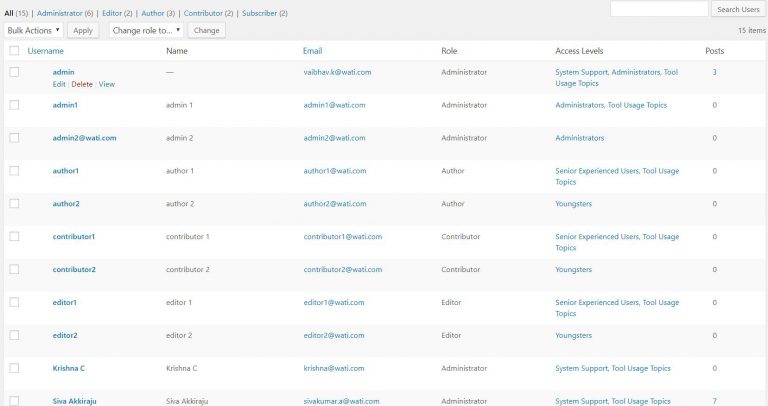 All (15) | Administrator (6) | Editor (2) | Author (3) | Contributor (2) | Subscriber (2)
Search Users
Bulk Actions Apply Change role to... Change 15 items
Username Name Email Role Access Levels Posts
admin — vaibhav.k@wati.com Administrator System Support, Administrators, Tool 3
Edit | Delete | View Usage Topics
admin1 admin 1 admin1@wati.com Administrator Administrators, Tool Usage Topics 0
admin2@wati.com admin 2 admin2@wati.com Administrator Administrators 0
author1 author 1 author1@wati.com Author Senior Experienced Users, Tool Usage 0
Topics
author2 author 2 author2@wati.com Author Youngsters 0
contributor1 contributor 1 contributor1@wati.com Contributor Senior Experienced Users, Tool Usage 0
Topics
contributor2 contributor 2 contributor2@wati.com Contributor Youngsters 0
editor1 editor 1 editor1@wati.com Editor Senior Experienced Users, Tool Usage 0
Topics
editor2 editor 2 editor2@wati.com Editor Youngsters 0
Krishna C Krishna C krishna@wati.com Administrator System Support, Tool Usage Topics 0
Siva Akkiraju Siva Akkiraju sivakumar.a@wati.com Administrator System Support, Tool Usage Topics 7